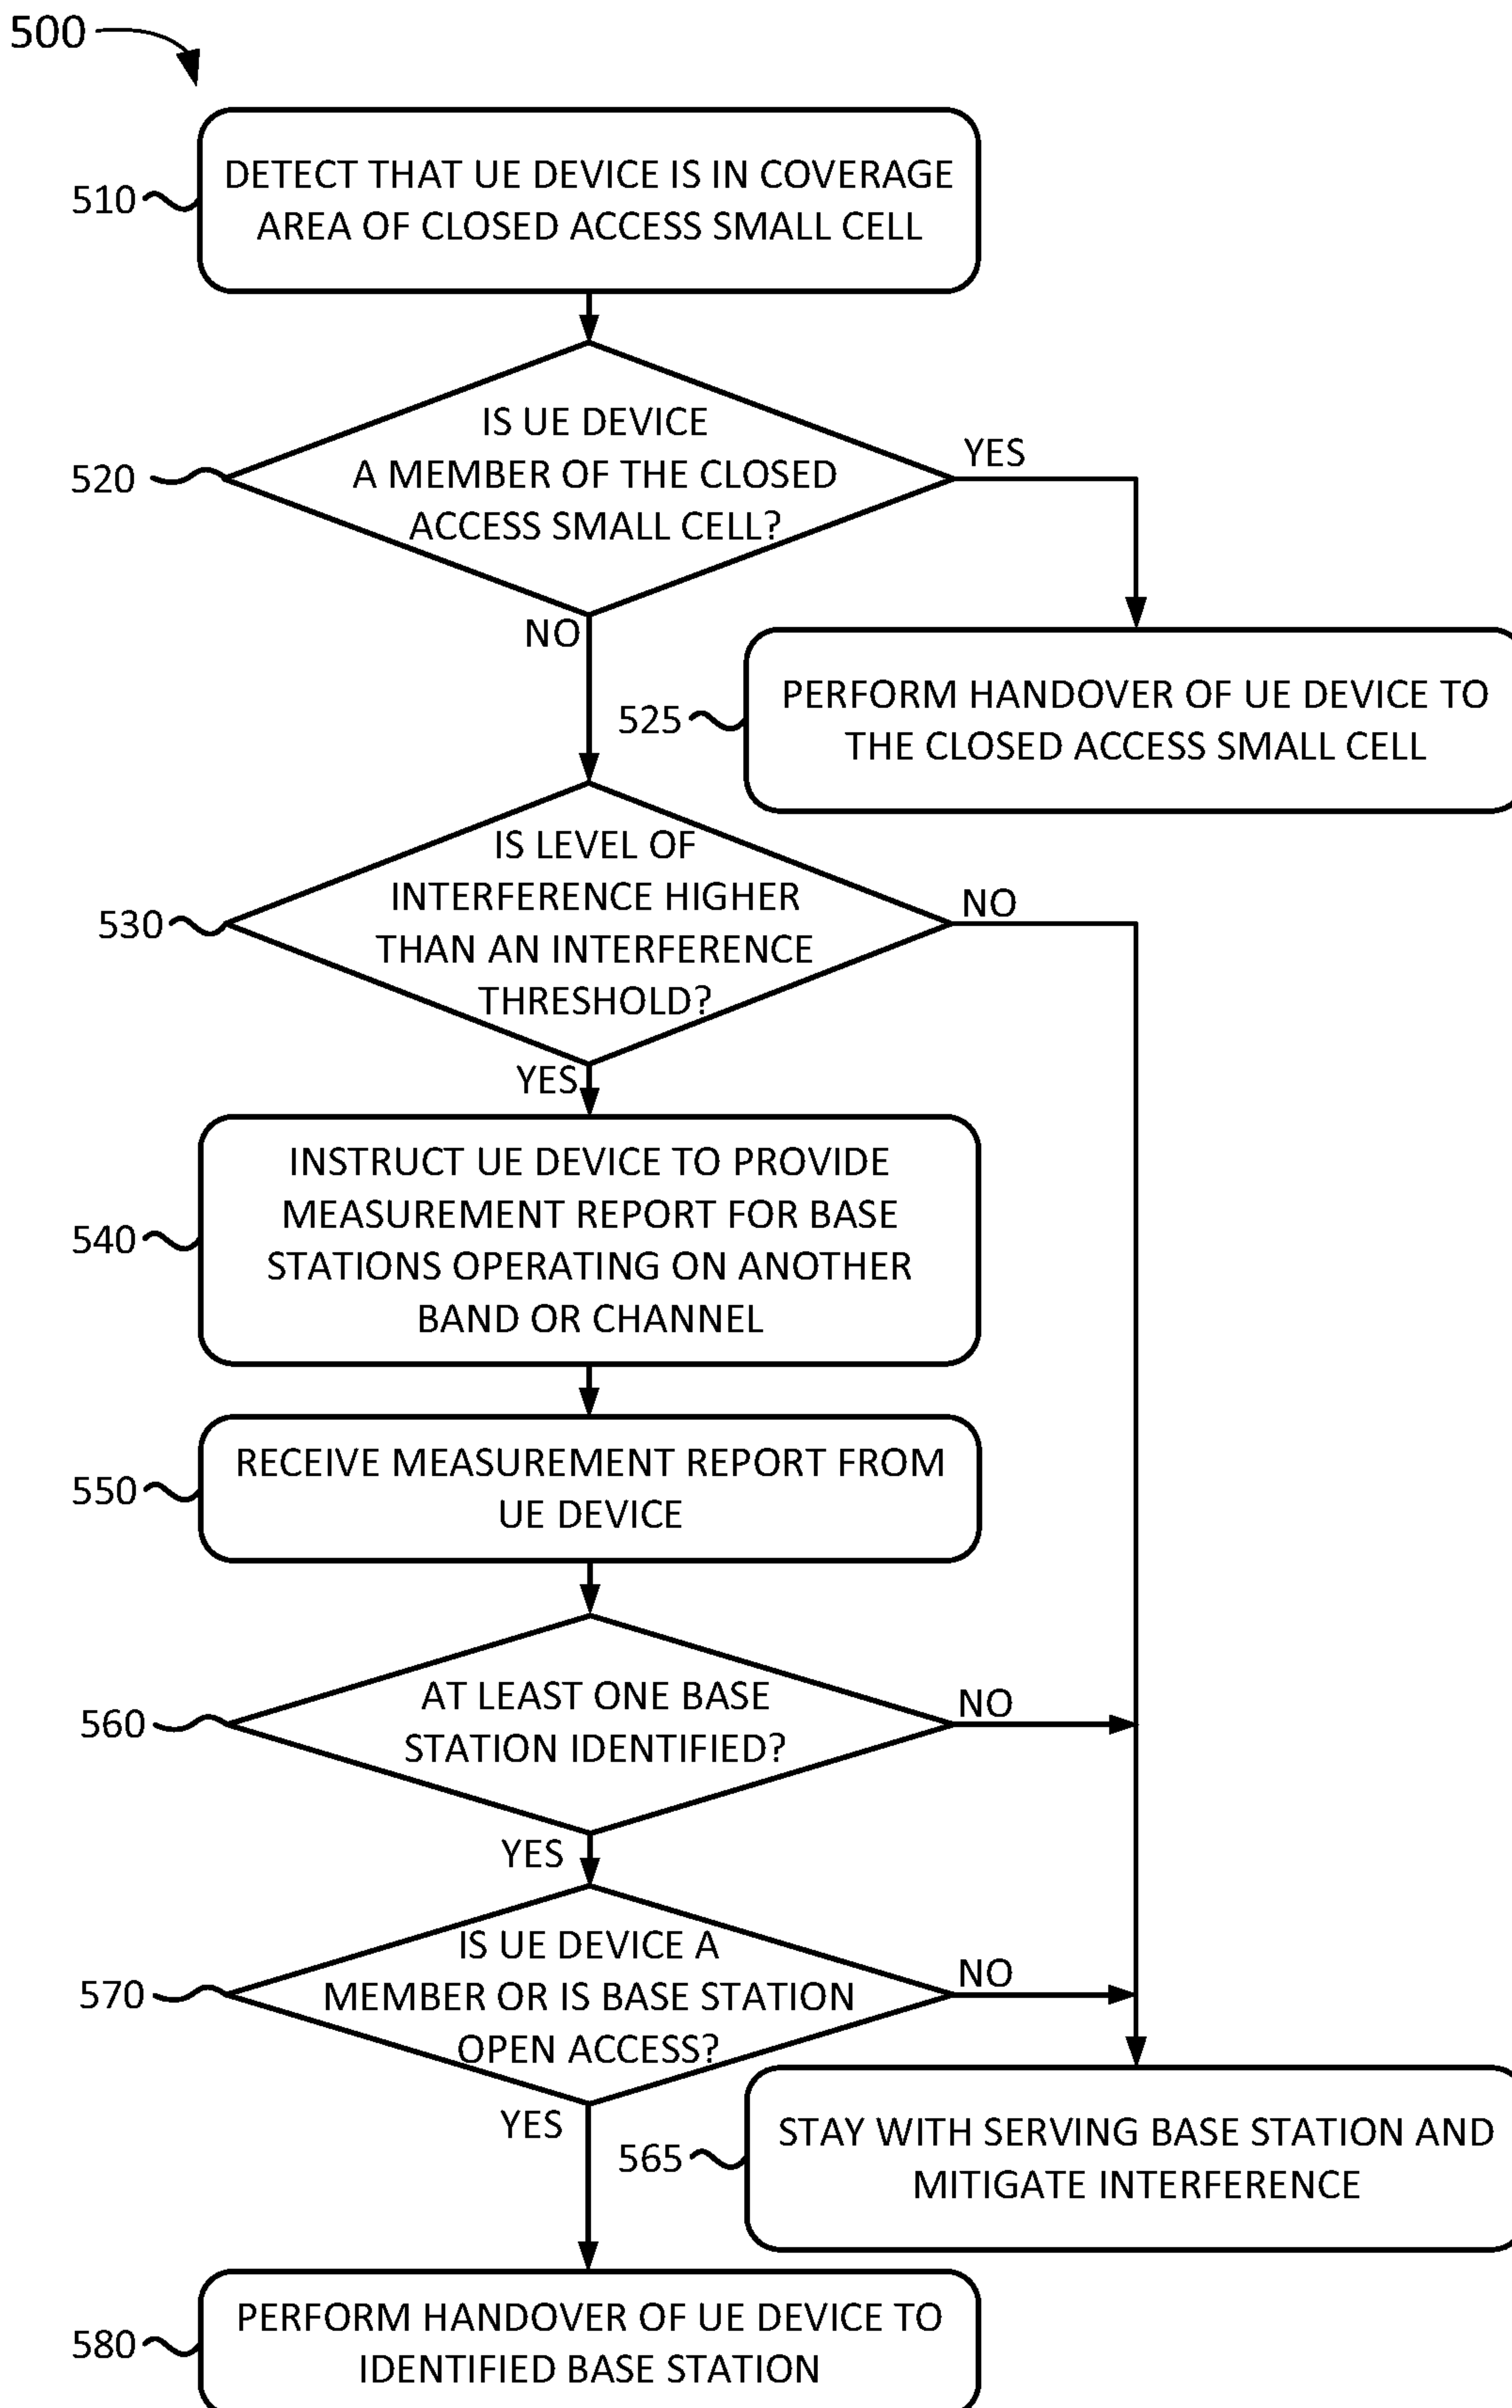 500
510
DETECT THAT UE DEVICE IS IN COVERAGE
AREA OF CLOSED ACCESS SMALL CELL
520
IS UE DEVICE
A MEMBER OF THE CLOSED
ACCESS SMALL CELL?
YES
NO
525
PERFORM HANDOVER OF UE DEVICE TO
THE CLOSED ACCESS SMALL CELL
530
IS LEVEL OF
INTERFERENCE HIGHER
THAN AN INTERFERENCE
THRESHOLD?
NO
YES
540
INSTRUCT UE DEVICE TO PROVIDE
MEASUREMENT REPORT FOR BASE
STATIONS OPERATING ON ANOTHER
BAND OR CHANNEL
550
RECEIVE MEASUREMENT REPORT FROM
UE DEVICE
560
AT LEAST ONE BASE
STATION IDENTIFIED?
NO
YES
570
IS UE DEVICE A
MEMBER OR IS BASE STATION
OPEN ACCESS?
NO
YES
565
STAY WITH SERVING BASE STATION AND
MITIGATE INTERFERENCE
580
PERFORM HANDOVER OF UE DEVICE TO
IDENTIFIED BASE STATION